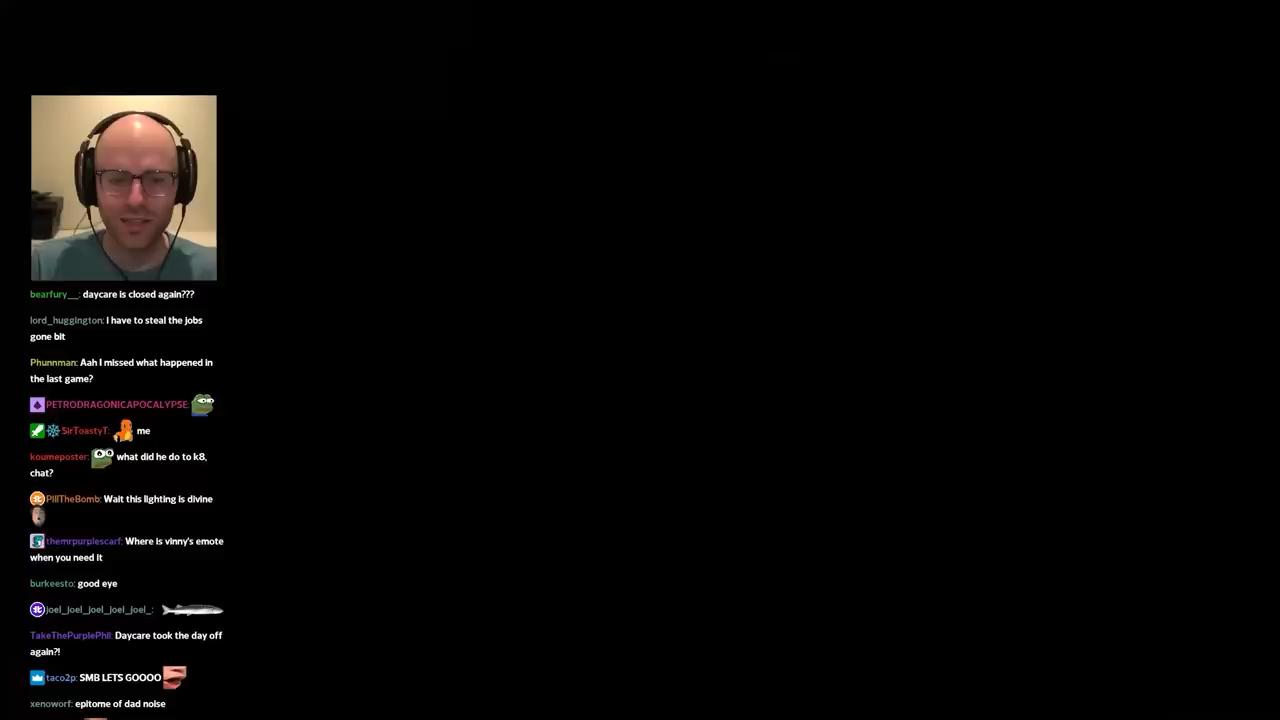 bearfury__: daycare is closed again???
lord_huggington: I have to steal the jobs
gone bit
Phunnman: Aah I missed what happened in
the last game?
PETRODRAGONICAPOCALYPSE:
SirToastyT: me
koumeposter: what did he do to k8,
chat?
PillTheBomb: Wait this lighting is divine
themrpurplescarf: Where is vinny's emote
when you need it
burkeesto: good eye
joel_joel_joel_joel_joel_:
TakeThePurplePhil: Daycare took the day off
again?!
taco2p: SMB LETS GOOOO
xenoworf: epitome of dad noise